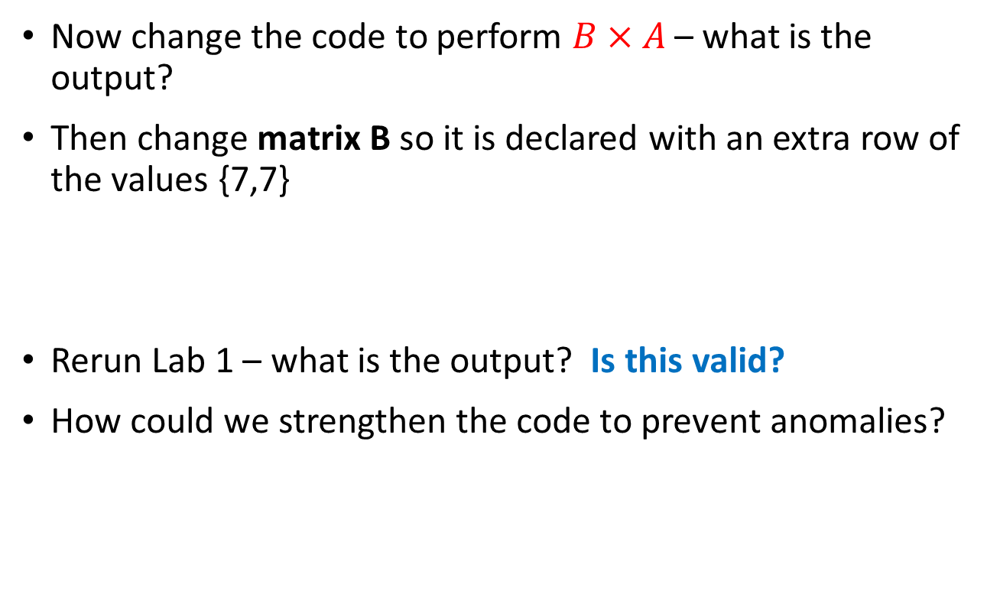 • Now change the code to perform B × A – what is the
output?
• Then change matrix B so it is declared with an extra row of
the values {7,7}
• Rerun Lab 1 – what is the output? Is this valid?
• How could we strengthen the code to prevent anomalies?